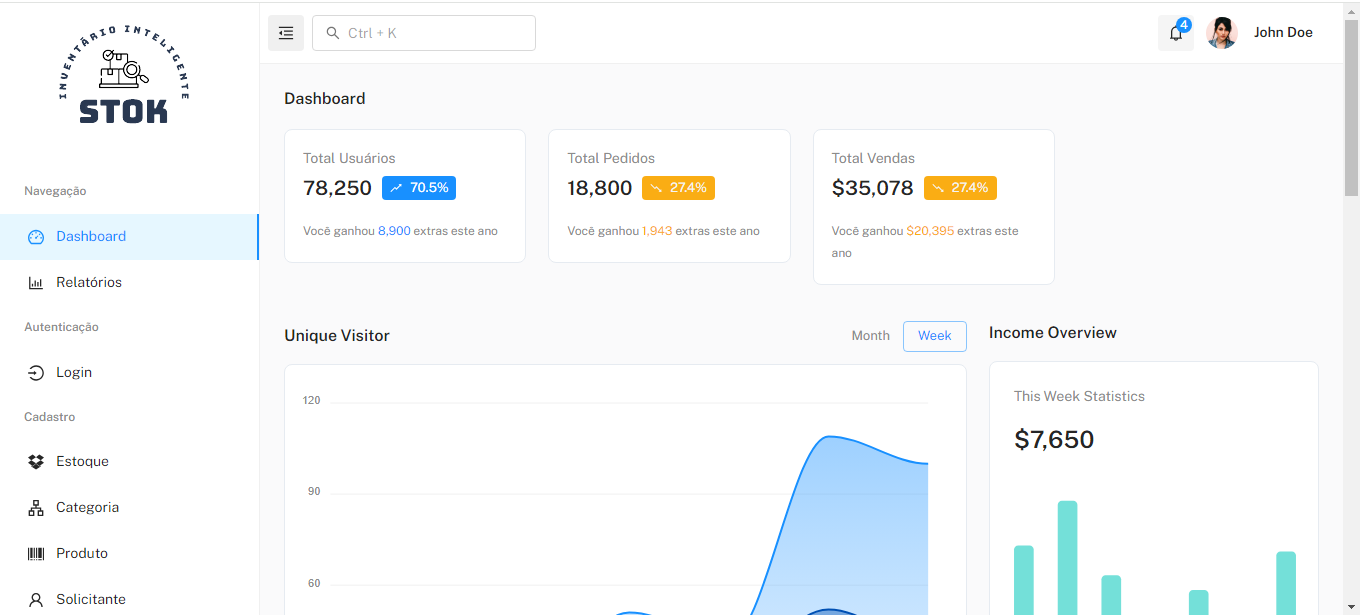 INVENTÁRIO INTELIGENTE
STOK
Navegação
Dashboard
Relatórios
Autenticação
Login
Cadastro
Estoque
Categoria
Produto
Solicitante
Ctrl + K
4
John Doe
Dashboard
Total Usuários
78,250 70.5%
Você ganhou 8,900 extras este ano
Total Pedidos
18,800 27.4%
Você ganhou 1,943 extras este ano
Total Vendas
$35,078 27.4%
Você ganhou $20,395 extras este
ano
Unique Visitor
Month Week
120
90
60
Income Overview
This Week Statistics
$7,650